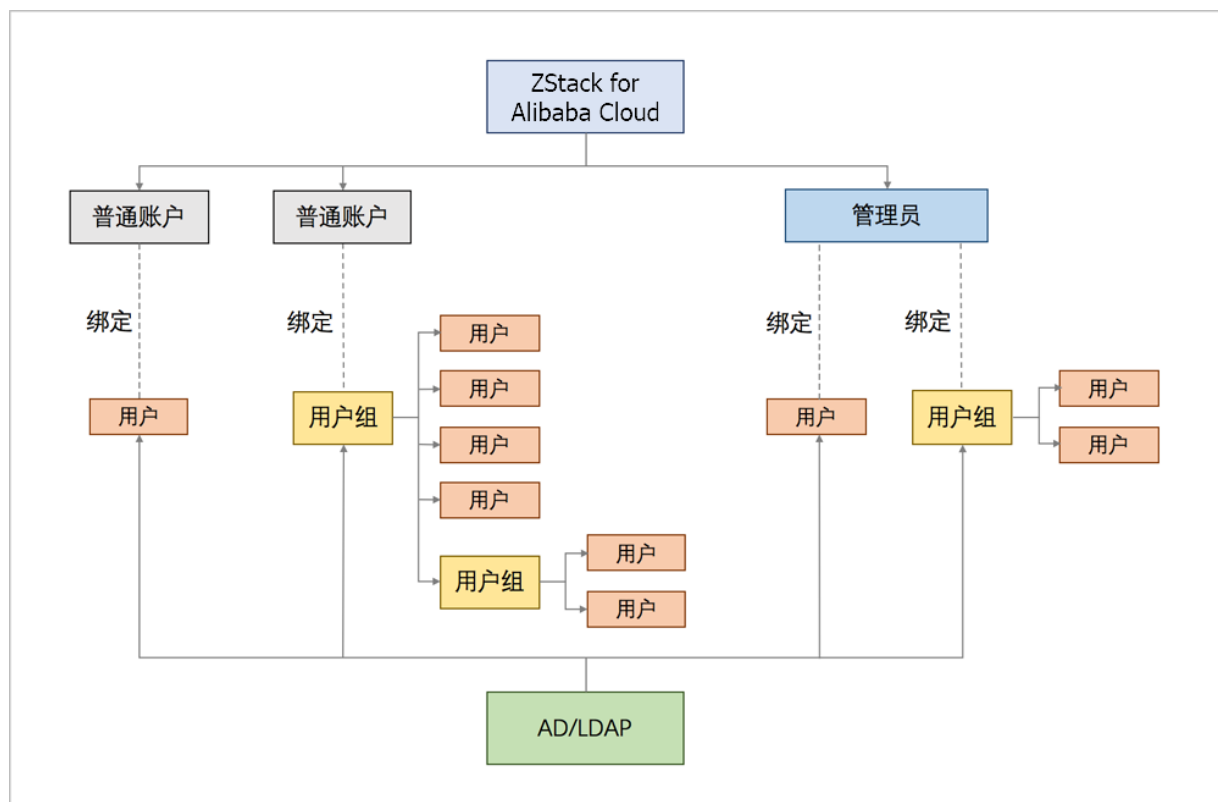 ZStack for
Alibaba Cloud
普通账户
普通账户
管理员
绑定
绑定
绑定
绑定
用户
用户
用户
用户组
用户
用户
用户组
用户
用户
用户
用户
用户组
用户
用户
AD/LDAP